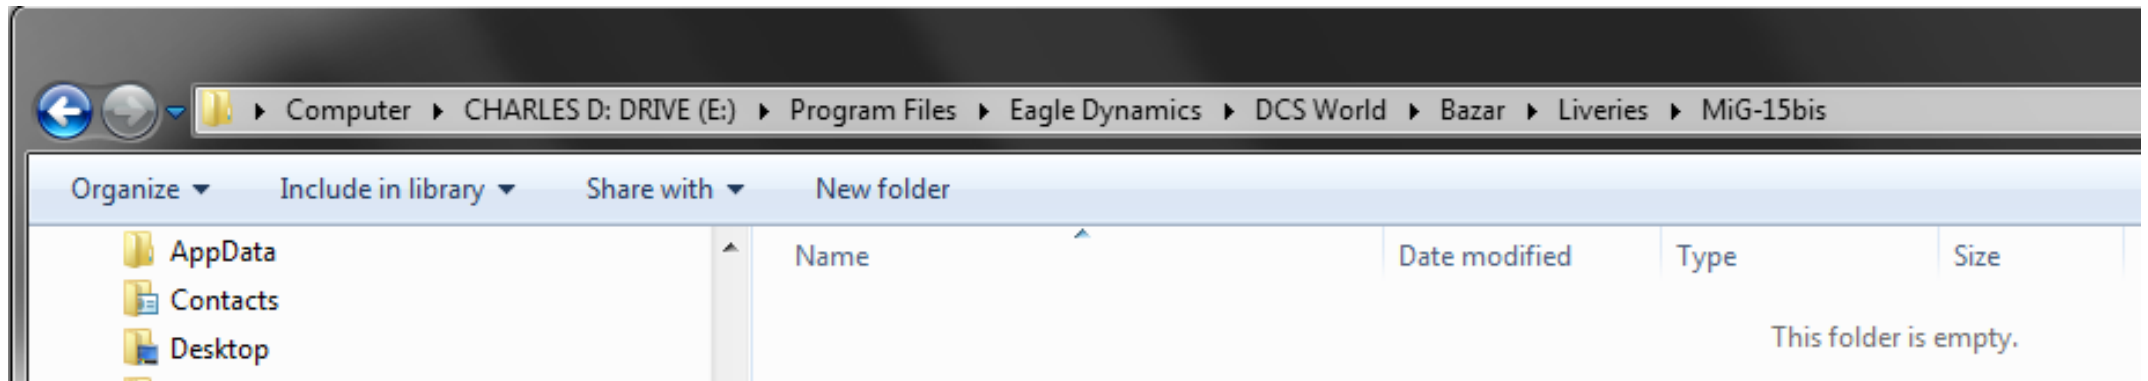 Computer CHARLES D: DRIVE (E:) Program Files Eagle Dynamics DCS World Bazar Liveries MiG-15bis
Organize Include in library Share with New folder
AppData
Contacts
Desktop
Name Date modified Type Size
This folder is empty.